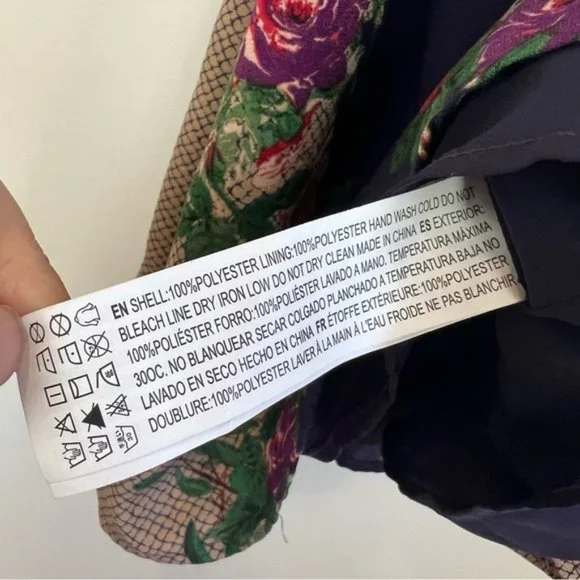 EN SHELL:100%POLYESTER LINING:100%POLYESTER HAND WASH COLD DO NOT
BLEACH LINE DRY IRON LOW DO NOT DRY CLEAN MADE IN CHINA ES EXTERIOR:
100%POLIÉSTER FORRO:100%POLIÉSTER LAVADO A MANO. TEMPERATURA MÁXIMA
30OC. NO BLANQUEAR SECAR COLGADO PLANCHADO A TEMPERATURA BAJA NO
LAVADO EN SECO HECHO EN CHINA FR ÉTOFFE EXTÉRIEURE:100%POLYESTER
DOUBLURE:100%POLYESTER LAVER À LA MAIN À L'EAU FROIDE NE PAS BLANCHIR